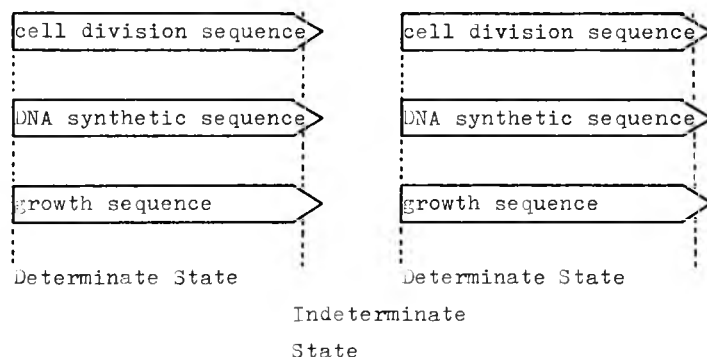 cell division sequence cell division sequence
DNA synthetic sequence DNA synthetic sequence
growth sequence growth sequence
Determinate State Determinate State
Indeterminate
State